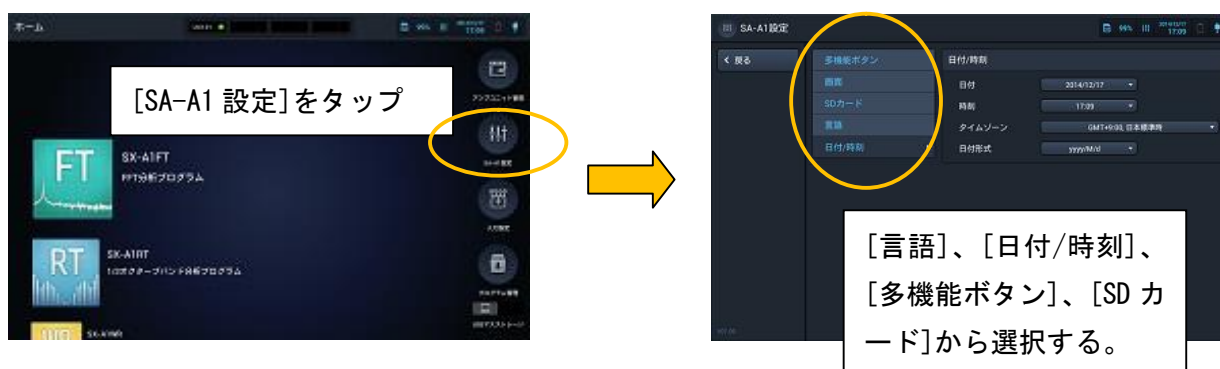 ホーム
[SA-A1 設定]をタップ
FT
SX-A1FT
FFT分析プログラム
RT
SX-A1RT
1/3オクターブバンド分析プログラム
SA-A1設定
99%
17:09
< 戻る
多機能ボタン
画面
SDカード
言語
日付/時刻
日付/時刻
日付
2014/12/17
時刻
17:09
タイムゾーン
GMT+9:00, 日本標準時
日付形式
yyyy/M/d
[言語]、[日付/時刻]、
[多機能ボタン]、[SD カ
ード]から選択する。